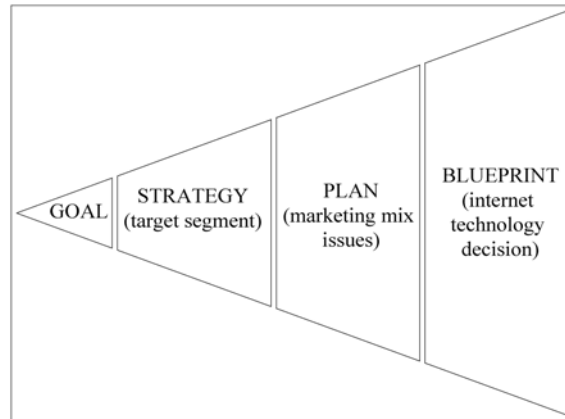 GOAL
STRATEGY
(target segment)
PLAN
(marketing mix
issues)
BLUEPRINT
(internet
technology
decision)